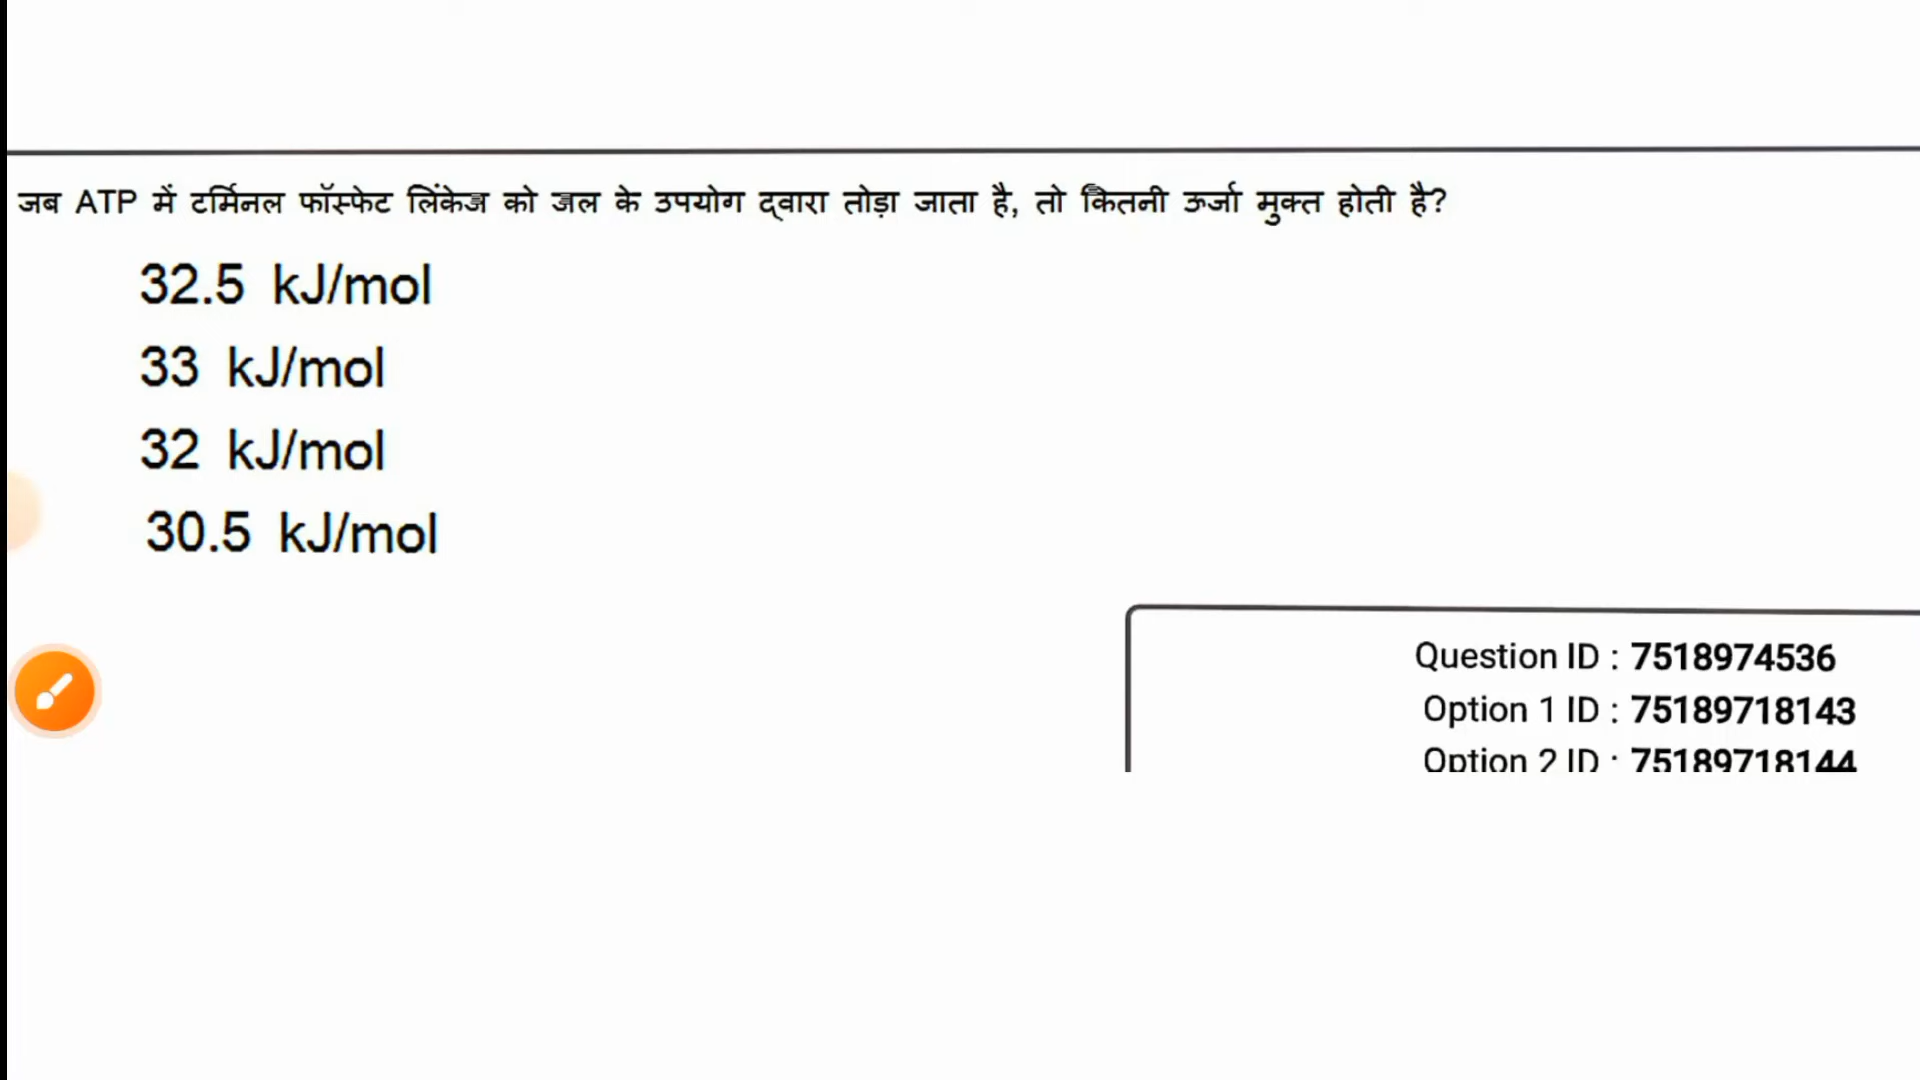 जब ATP में टर्मिनल फॉस्फेट लिंकेज को जल के उपयोग द्वारा तोड़ा जाता है, तो कितनी ऊर्जा मुक्त होती है?
32.5 kJ/mol
33 kJ/mol
32 kJ/mol
30.5 kJ/mol
Question ID : 7518974536
Option 1 ID : 75189718143
Option 2 ID : 75189718144